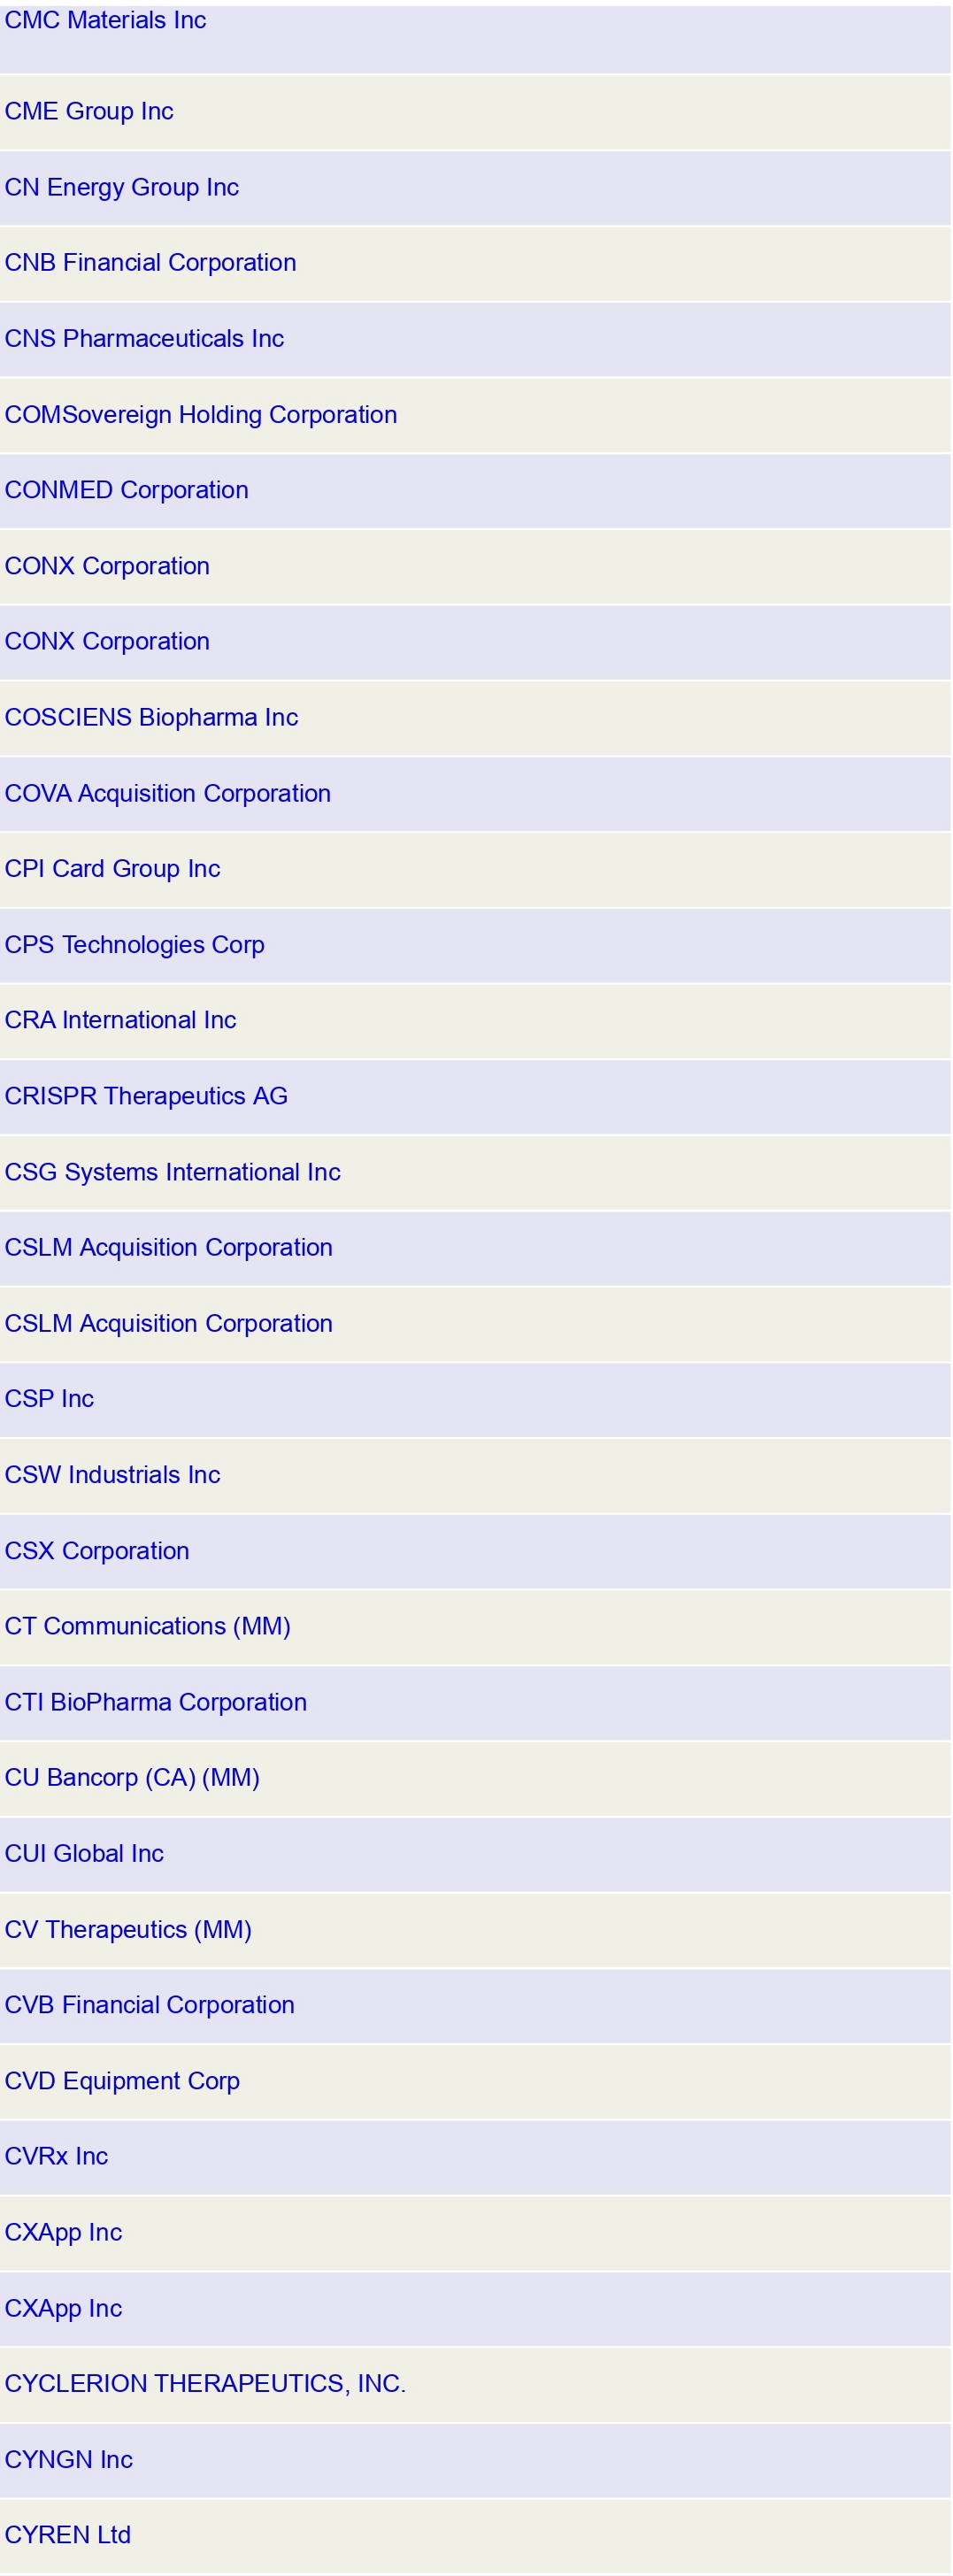 CMC Materials Inc
CME Group Inc
CN Energy Group Inc
CNB Financial Corporation
CNS Pharmaceuticals Inc
COMSovereign Holding Corporation
CONMED Corporation
CONX Corporation
CONX Corporation
COSCIENS Biopharma Inc
COVA Acquisition Corporation
CPI Card Group Inc
CPS Technologies Corp
CRA International Inc
CRISPR Therapeutics AG
CSG Systems International Inc
CSLM Acquisition Corporation
CSLM Acquisition Corporation
CSP Inc
CSW Industrials Inc
CSX Corporation
CT Communications (MM)
CTI BioPharma Corporation
CU Bancorp (CA) (MM)
CUI Global Inc
CV Therapeutics (MM)
CVB Financial Corporation
CVD Equipment Corp
CVRx Inc
CXApp Inc
CXApp Inc
CYCLERION THERAPEUTICS, INC.
CYNGN Inc
CYREN Ltd